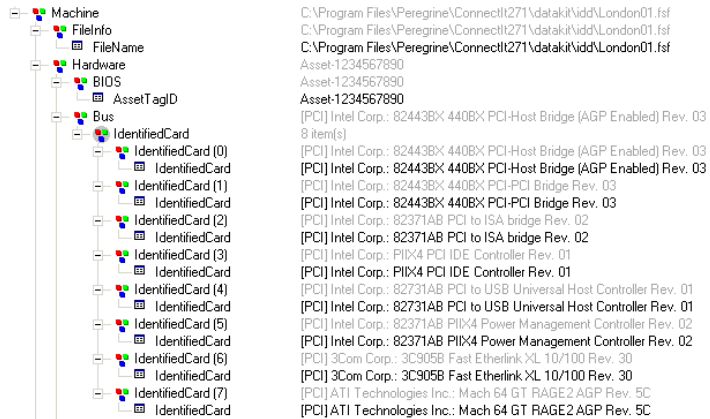 Machine C:\Program Files\Peregrine\ConnectIt271\datakit\idd\London01.fsf
FileInfo C:\Program Files\Peregrine\ConnectIt271\datakit\idd\London01.fsf
FileName C:\Program Files\Peregrine\ConnectIt271\datakit\idd\London01.fsf
Hardware Asset-1234567890
BIOS Asset-1234567890
AssetTagID Asset-1234567890
Bus [PCI] Intel Corp.: 82443BX 440BX PCI-Host Bridge (AGP Enabled) Rev. 03
IdentifiedCard 8 item(s)
IdentifiedCard (0) [PCI] Intel Corp.: 82443BX 440BX PCI-Host Bridge (AGP Enabled) Rev. 03
IdentifiedCard [PCI] Intel Corp.: 82443BX 440BX PCI-Host Bridge (AGP Enabled) Rev. 03
IdentifiedCard (1) [PCI] Intel Corp.: 82443BX 440BX PCI-PCI Bridge Rev. 03
IdentifiedCard [PCI] Intel Corp.: 82443BX 440BX PCI-PCI Bridge Rev. 03
IdentifiedCard (2) [PCI] Intel Corp.: 82371AB PCI to ISA bridge Rev. 02
IdentifiedCard [PCI] Intel Corp.: 82371AB PCI to ISA bridge Rev. 02
IdentifiedCard (3) [PCI] Intel Corp.: PIIX4 PCI IDE Controller Rev. 01
IdentifiedCard [PCI] Intel Corp.: PIIX4 PCI IDE Controller Rev. 01
IdentifiedCard (4) [PCI] Intel Corp.: 82731AB PCI to USB Universal Host Controller Rev. 01
IdentifiedCard [PCI] Intel Corp.: 82731AB PCI to USB Universal Host Controller Rev. 01
IdentifiedCard (5) [PCI] Intel Corp.: 82371AB PIIX4 Power Management Controller Rev. 02
IdentifiedCard [PCI] Intel Corp.: 82371AB PIIX4 Power Management Controller Rev. 02
IdentifiedCard (6) [PCI] 3Com Corp.: 3C905B Fast Etherlink XL 10/100 Rev. 30
IdentifiedCard [PCI] 3Com Corp.: 3C905B Fast Etherlink XL 10/100 Rev. 30
IdentifiedCard (7) [PCI] ATI Technologies Inc.: Mach 64 GT RAGE2 AGP Rev. 5C
IdentifiedCard [PCI] ATI Technologies Inc.: Mach 64 GT RAGE2 AGP Rev. 5C